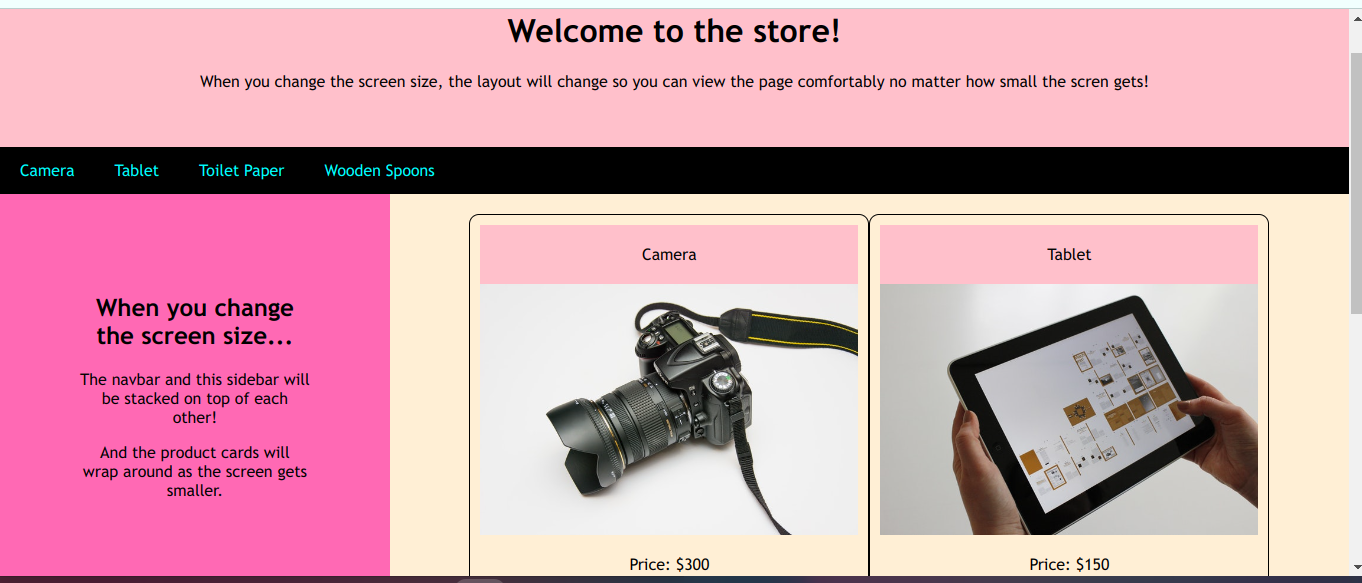 Welcome to the store!
When you change the screen size, the layout will change so you can view the page comfortably no matter how small the scren gets!
Camera
Tablet
Toilet Paper
Wooden Spoons
When you change
the screen size...
The navbar and this sidebar will
be stacked on top of each
other!
And the product cards will
wrap around as the screen gets
smaller.
Camera
Price: $300
Tablet
Price: $150